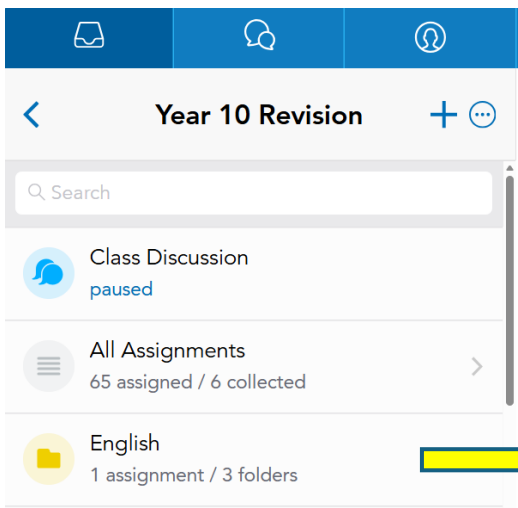 Year 10 Revision
Search
Class Discussion
paused
All Assignments
65 assigned / 6 collected
English
1 assignment / 3 folders